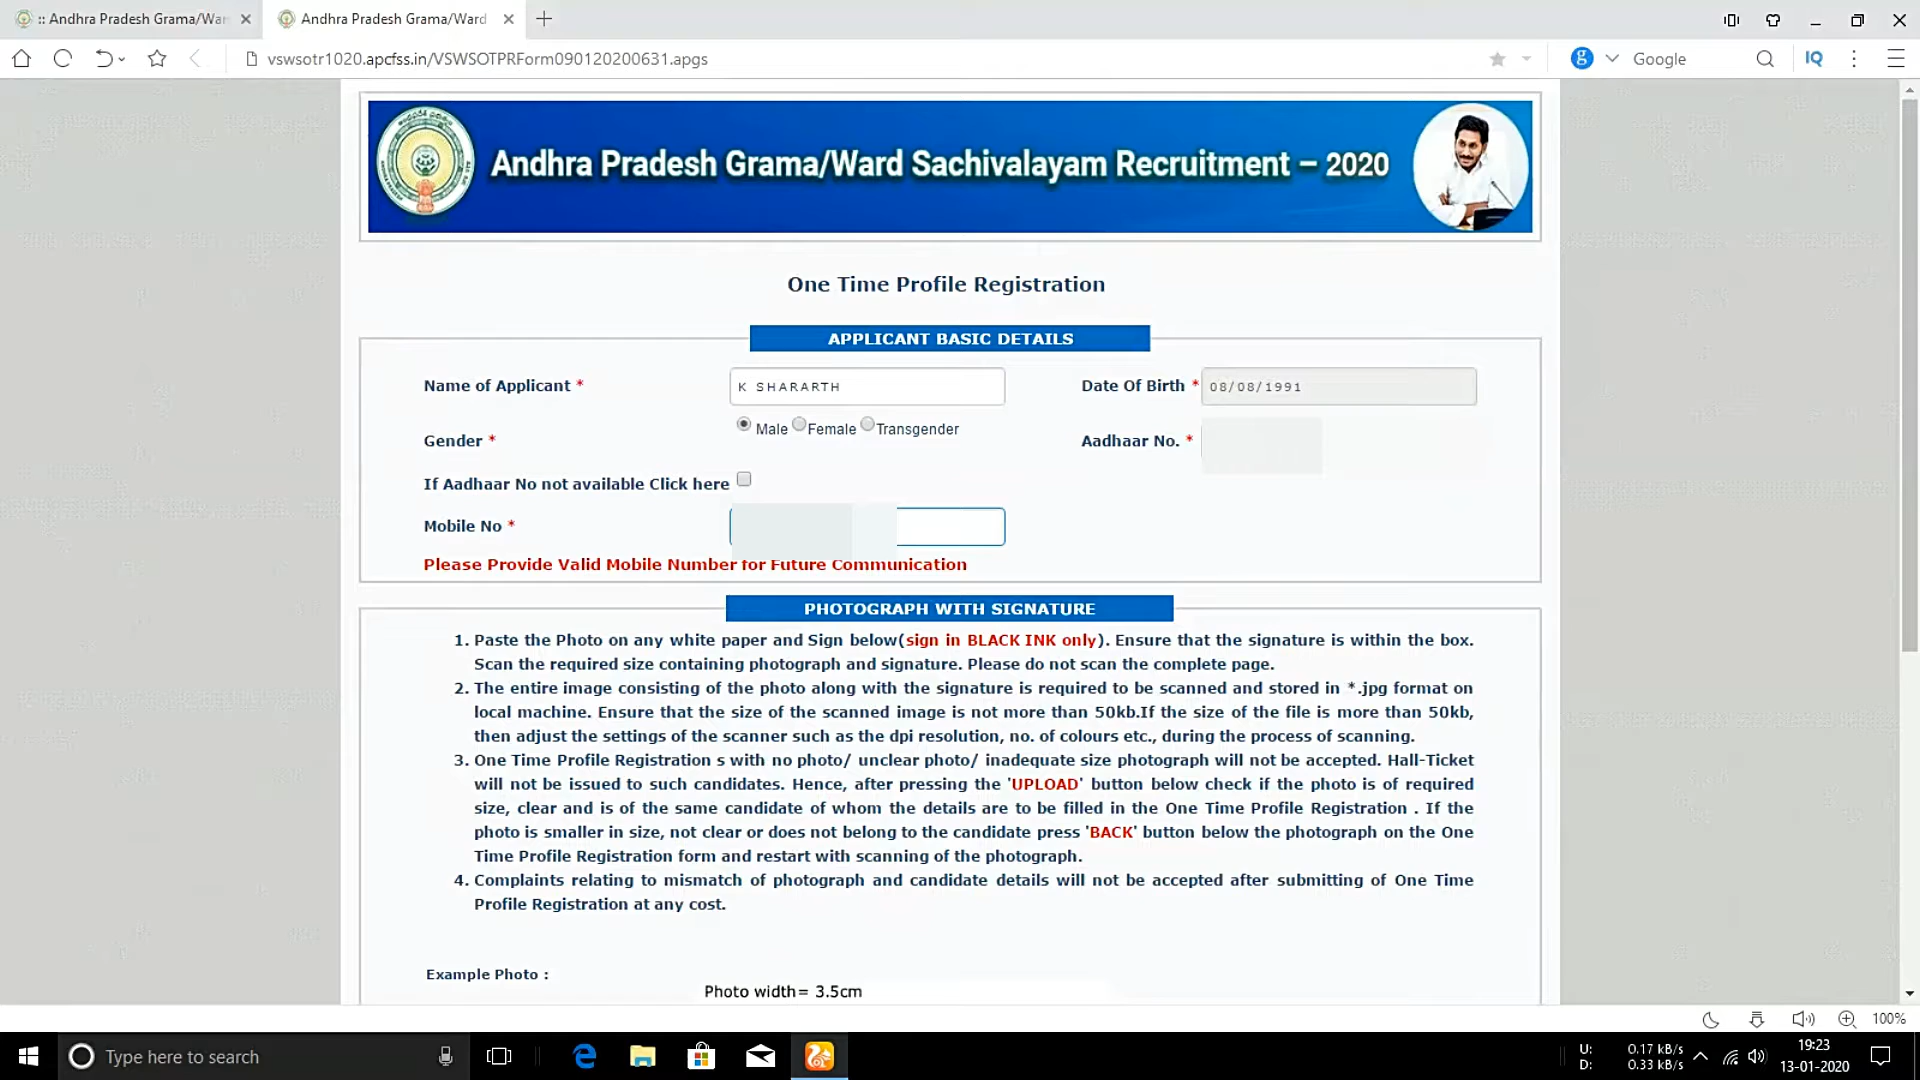 :: Andhra Pradesh Grama/War
Andhra Pradesh Grama/Ward
vswsotr1020.apcfss.in/VSWSOTPRForm090120200631.apgs
g
Google
IQ
Andhra Pradesh Grama/Ward Sachivalayam Recruitment – 2020
One Time Profile Registration
APPLICANT BASIC DETAILS
Name of Applicant * K SHARARTH Date Of Birth * 08/08/1991
Male Female Transgender
Gender * Aadhaar No. *
If Aadhaar No not available Click here
Mobile No *
Please Provide Valid Mobile Number for Future Communication
PHOTOGRAPH WITH SIGNATURE
1. Paste the Photo on any white paper and Sign below(sign in BLACK INK only). Ensure that the signature is within the box.
Scan the required size containing photograph and signature. Please do not scan the complete page.
2. The entire image consisting of the photo along with the signature is required to be scanned and stored in *.jpg format on
local machine. Ensure that the size of the scanned image is not more than 50kb.If the size of the file is more than 50kb,
then adjust the settings of the scanner such as the dpi resolution, no. of colours etc., during the process of scanning.
3. One Time Profile Registration s with no photo/ unclear photo/ inadequate size photograph will not be accepted. Hall-Ticket
will not be issued to such candidates. Hence, after pressing the 'UPLOAD' button below check if the photo is of required
size, clear and is of the same candidate of whom the details are to be filled in the One Time Profile Registration . If the
photo is smaller in size, not clear or does not belong to the candidate press 'BACK' button below the photograph on the One
Time Profile Registration form and restart with scanning of the photograph.
4. Complaints relating to mismatch of photograph and candidate details will not be accepted after submitting of One Time
Profile Registration at any cost.
Example Photo :
Photo width= 3.5cm
100%
Type here to search
U: 0.17 kB/s
D: 0.33 kB/s
19:23
13-01-2020